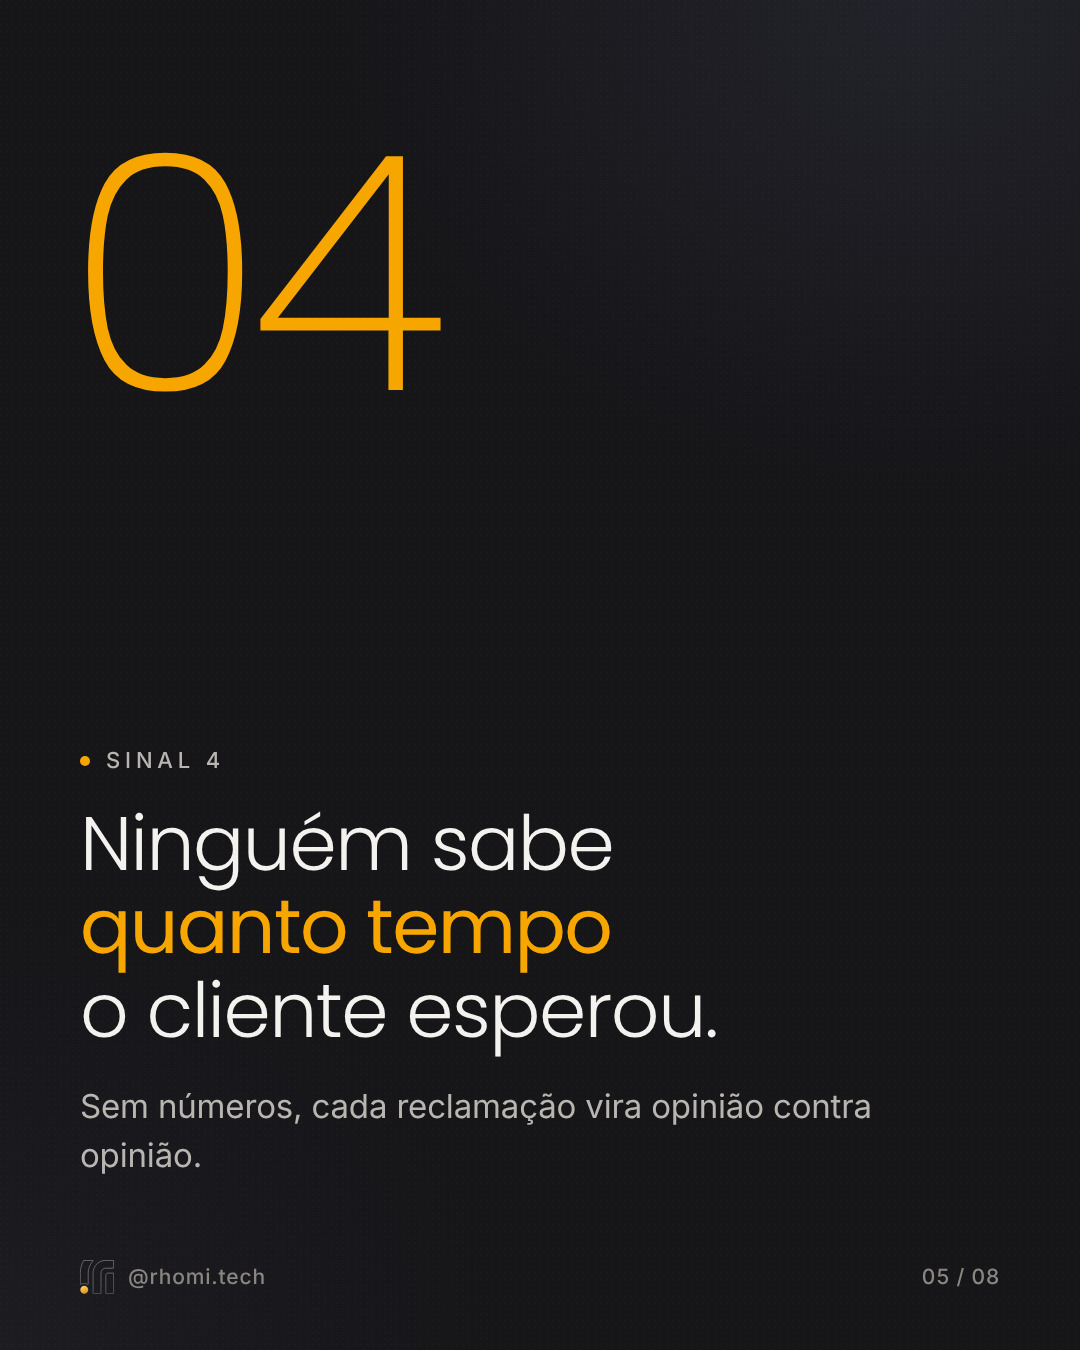 04
SINAL 4
Ninguém sabe
quanto tempo
o cliente esperou.
Sem números, cada reclamação vira opinião contra
opinião.
@rhomi.tech
05 / 08